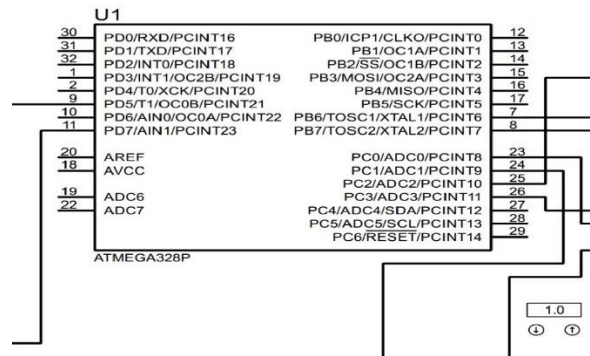 U1
30 PD0/RXD/PCINT16 PB0/ICP1/CLKO/PCINT0 12
31 PD1/TXD/PCINT17 PB1/OC1A/PCINT1 13
32 PD2/INT0/PCINT18 PB2/SS/OC1B/PCINT2 14
1 PD3/INT1/OC2B/PCINT19 PB3/MOSI/OC2A/PCINT3 15
2 PD4/T0/XCK/PCINT20 PB4/MISO/PCINT4 16
9 PD5/T1/OC0B/PCINT21 PB5/SCK/PCINT5 17
10 PD6/AIN0/OC0A/PCINT22 PB6/TOSC1/XTAL1/PCINT6 7
11 PD7/AIN1/PCINT23 PB7/TOSC2/XTAL2/PCINT7 8
20 AREF PC0/ADC0/PCINT8 23
18 AVCC PC1/ADC1/PCINT9 24
PC2/ADC2/PCINT10 25
19 ADC6 PC3/ADC3/PCINT11 26
22 ADC7 PC4/ADC4/SDA/PCINT12 27
PC5/ADC5/SCL/PCINT13 28
PC6/RESET/PCINT14 29
ATMEGA328P
1.0